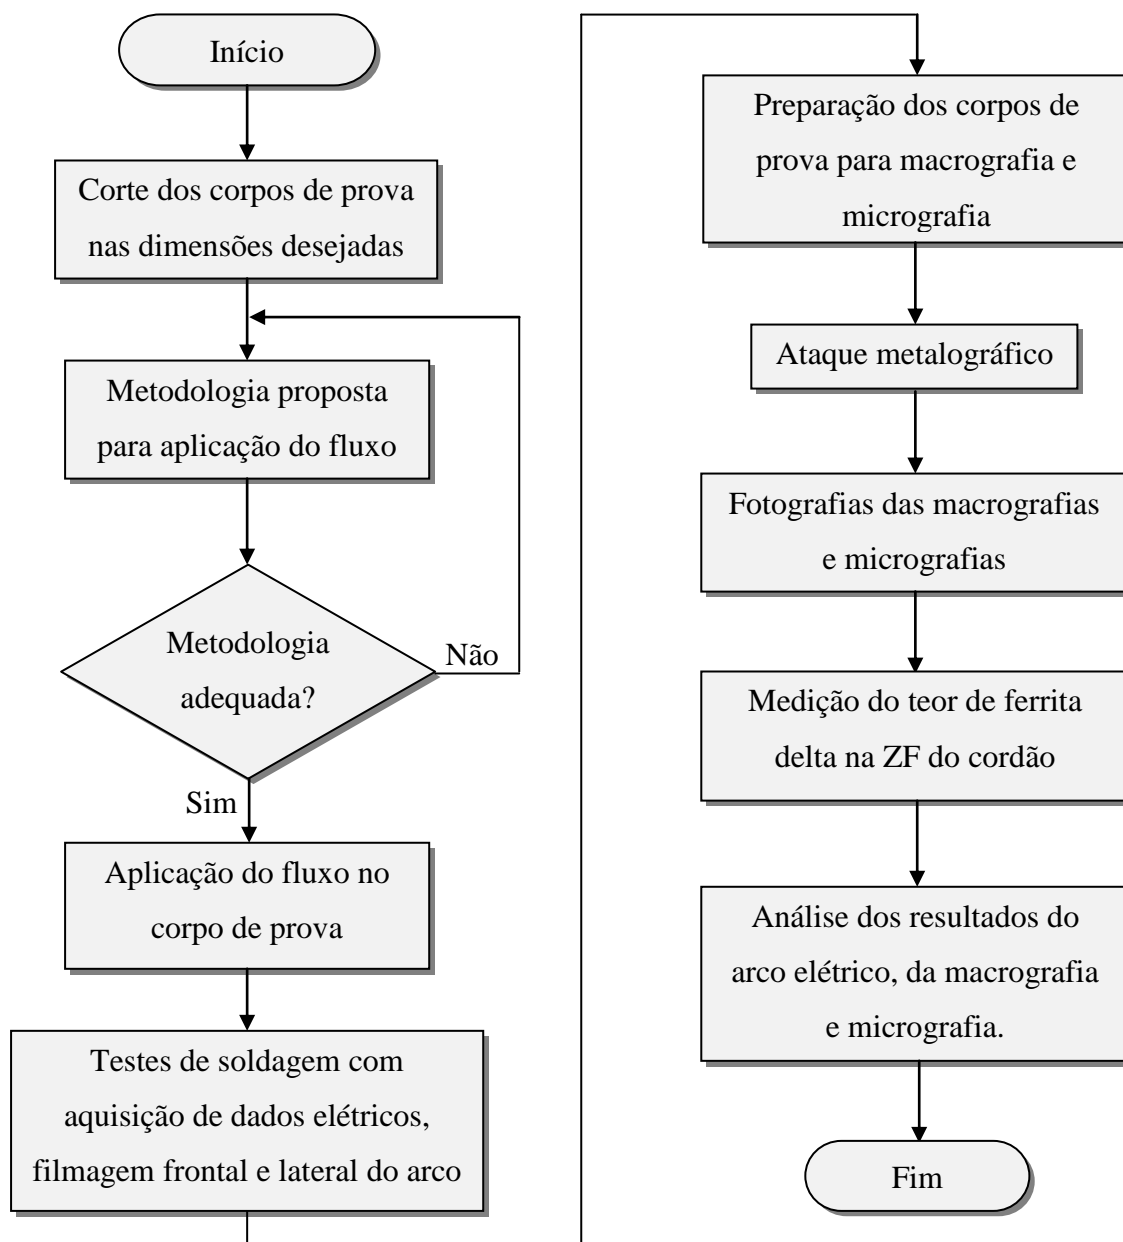 Início
Corte dos corpos de prova
nas dimensões desejadas
Metodologia proposta
para aplicação do fluxo
Metodologia
adequada?
Não
Sim
Aplicação do fluxo no
corpo de prova
Testes de soldagem com
aquisição de dados elétricos,
filmagem frontal e lateral do arco
Preparação dos corpos de
prova para macrografia e
micrografia
Ataque metalográfico
Fotografias das macrografias
e micrografias
Medição do teor de ferrita
delta na ZF do cordão
Análise dos resultados do
arco elétrico, da macrografia
e micrografia.
Fim